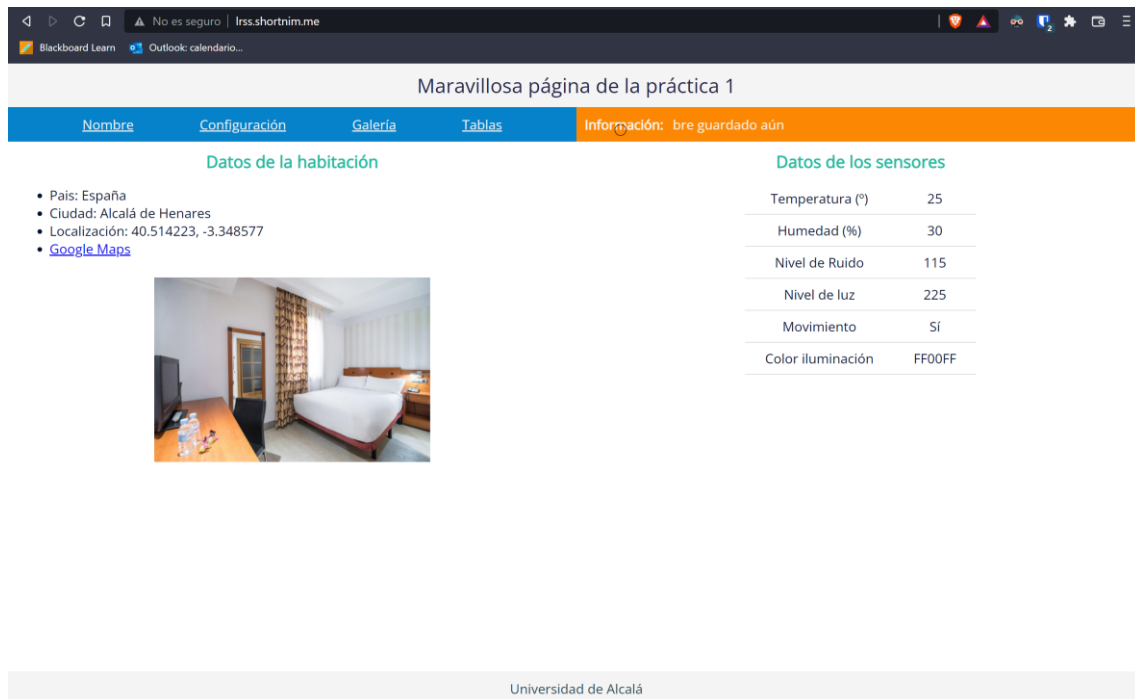 No es seguro | lrss.shortnim.me
2
Blackboard Learn Outlook: calendario...
Maravillosa página de la práctica 1
Nombre Configuración Galería Tablas Información: bre guardado aún
Datos de la habitación
Pais: España
Ciudad: Alcalá de Henares
Localización: 40.514223, -3.348577
Google Maps
Datos de los sensores
Temperatura (º) 25
Humedad (%) 30
Nivel de Ruido 115
Nivel de luz 225
Movimiento Sí
Color iluminación FF00FF
Universidad de Alcalá